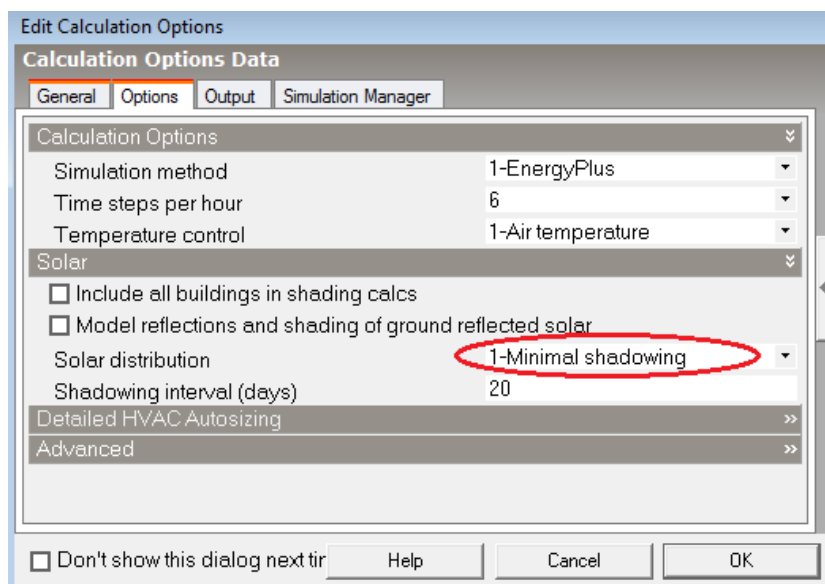 Edit Calculation Options
Calculation Options Data
General Options Output Simulation Manager
Calculation Options
Simulation method 1-EnergyPlus
Time steps per hour 6
Temperature control 1-Air temperature
Solar
Include all buildings in shading calcs
Model reflections and shading of ground reflected solar
Solar distribution 1-Minimal shadowing
Shadowing interval (days) 20
Detailed HVAC Autosizing
Advanced
Don't show this dialog next tir Help Cancel OK